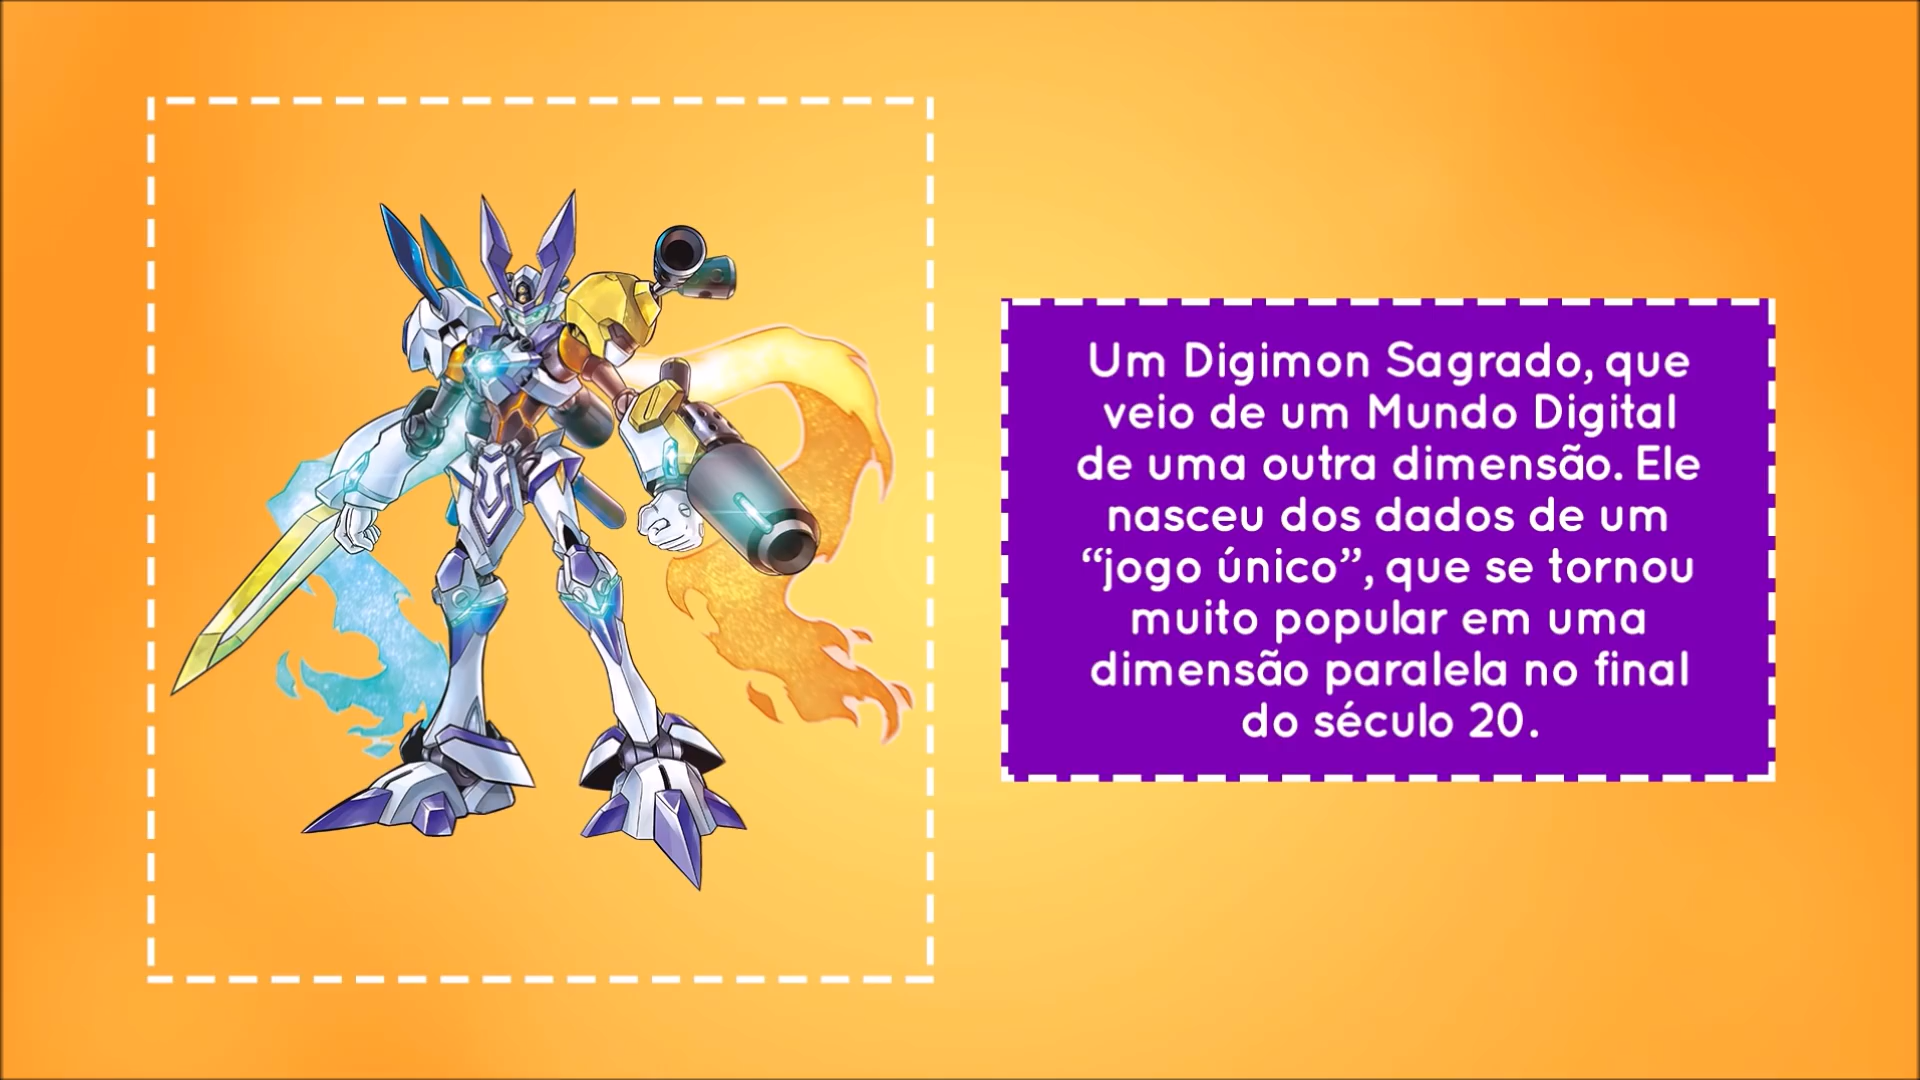 Um Digimon Sagrado, que
veio de um Mundo Digital
de uma outra dimensão. Ele
nasceu dos dados de um
“jogo único”, que se tornou
muito popular em uma
dimensão paralela no final
do século 20.